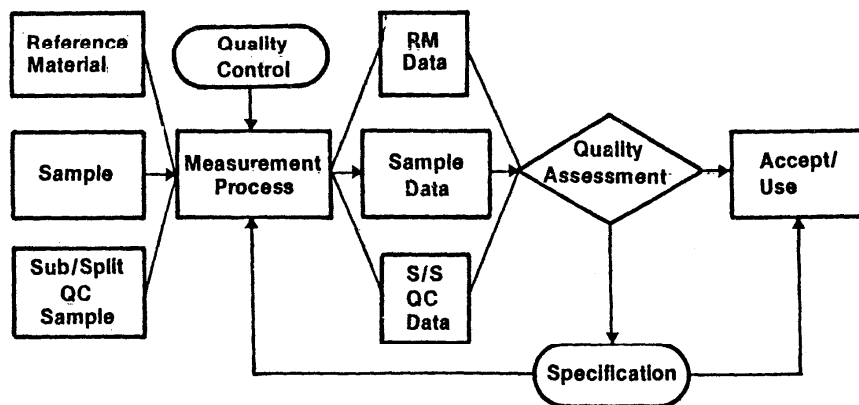 Reference
Material
Quality
Control
RM
Data
Sample
Measurement
Process
Sample
Data
Quality
Assessment
Accept/
Use
Sub/Split
QC
Sample
S/S
QC
Data
Specification